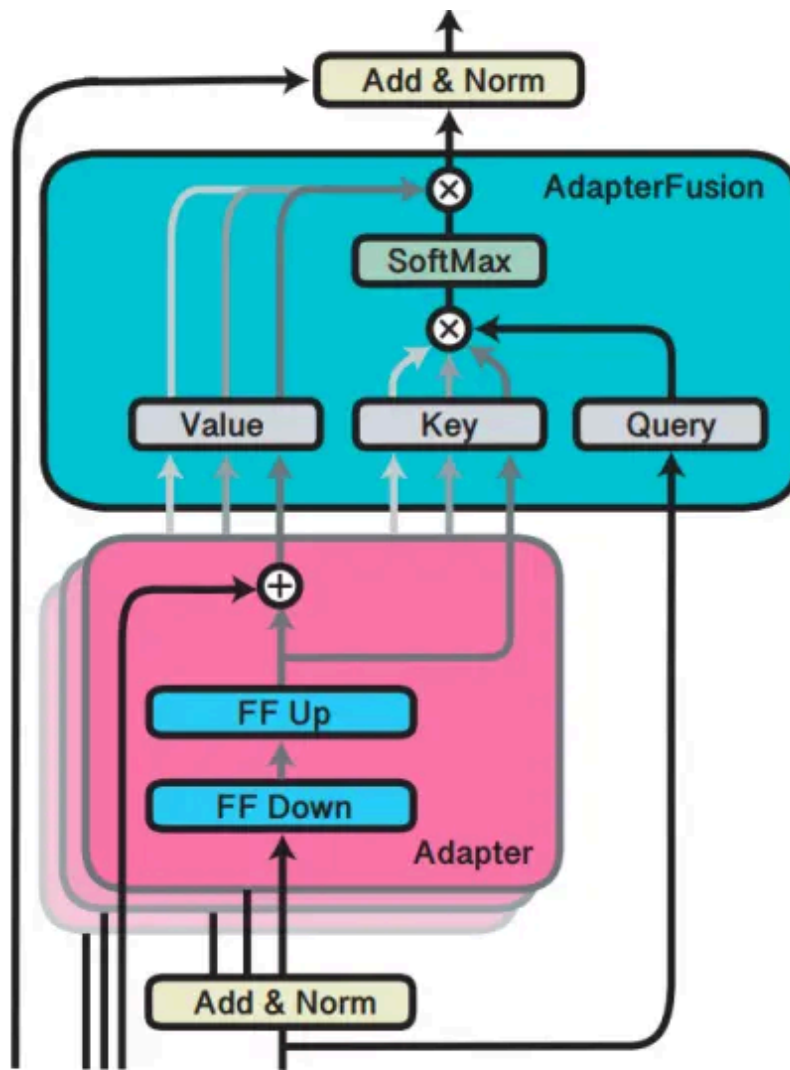 Add & Norm
AdapterFusion
SoftMax
Value
Key
Query
FF Up
FF Down
Adapter
Add & Norm